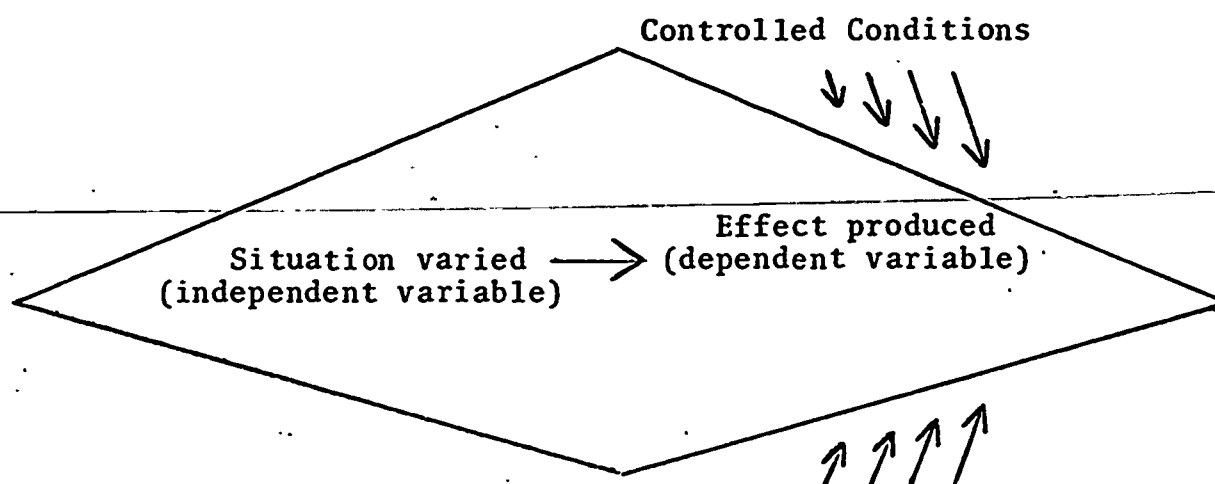 Controlled Conditions
Situation varied
(independent variable)
Effect produced
(dependent variable)